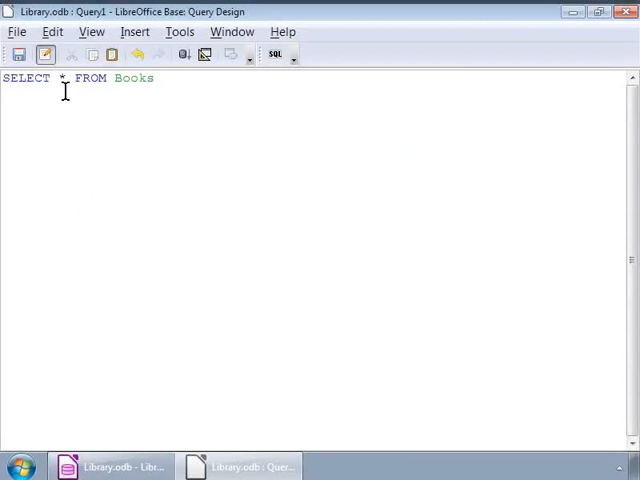 Library.odb : Query1 - LibreOffice Base: Query Design
File Edit View Insert Tools Window Help
SQL
SELECT * FROM Books
Library.odb - Libr... Library.odb : Quer...